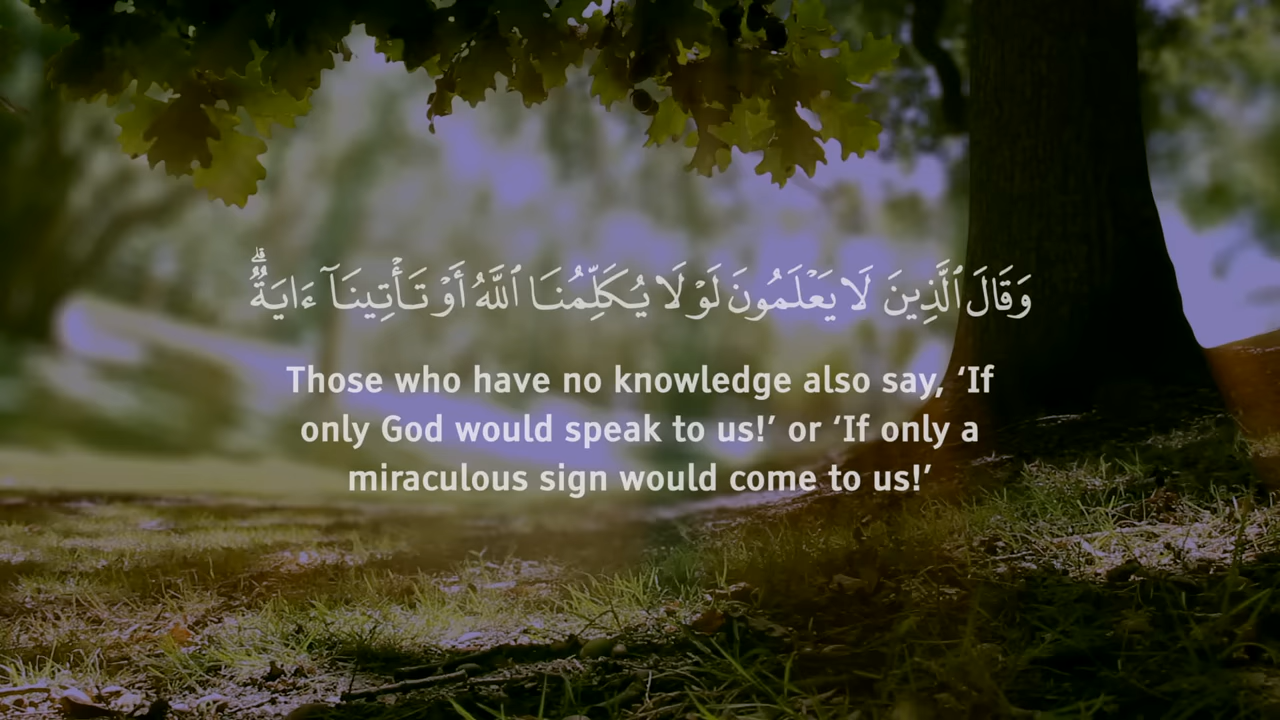 وَقَالَ ٱلَّذِينَ لَا يَعْلَمُونَ لَوْلَا يُكَلِّمُنَا ٱللَّهُ أَوْ تَأْتِينَآ ءَايَةٌۗ
Those who have no knowledge also say, ‘If
only God would speak to us!’ or ‘If only a
miraculous sign would come to us!’